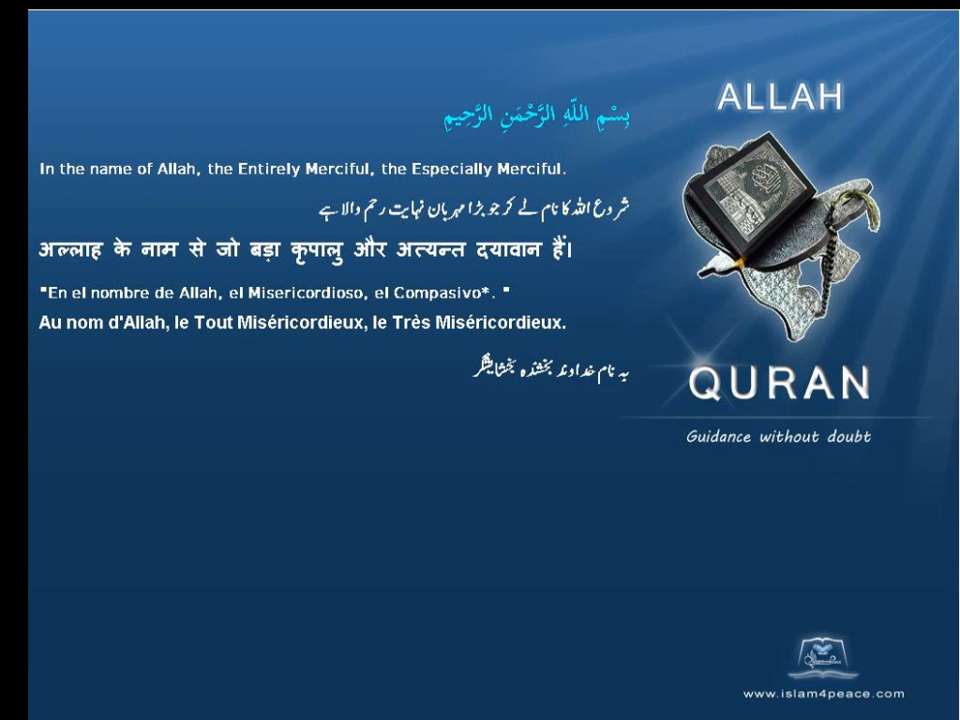 بِسْمِ اللَّهِ الرَّحْمَنِ الرَّحِيمِ
In the name of Allah, the Entirely Merciful, the Especially Merciful.
شروع الله کا نام لے کر جو بڑا مہربان نہایت رحم والا ہے
अल्लाह के नाम से जो बड़ा कृपालु और अत्यन्त दयावान हैं।
"En el nombre de Allah, el Misericordioso, el Compasivo*. "
Au nom d'Allah, le Tout Miséricordieux, le Très Miséricordieux.
به نام خداوند بخشنده بخشایشگر
ALLAH
QURAN
Guidance without doubt
www.islam4peace.com